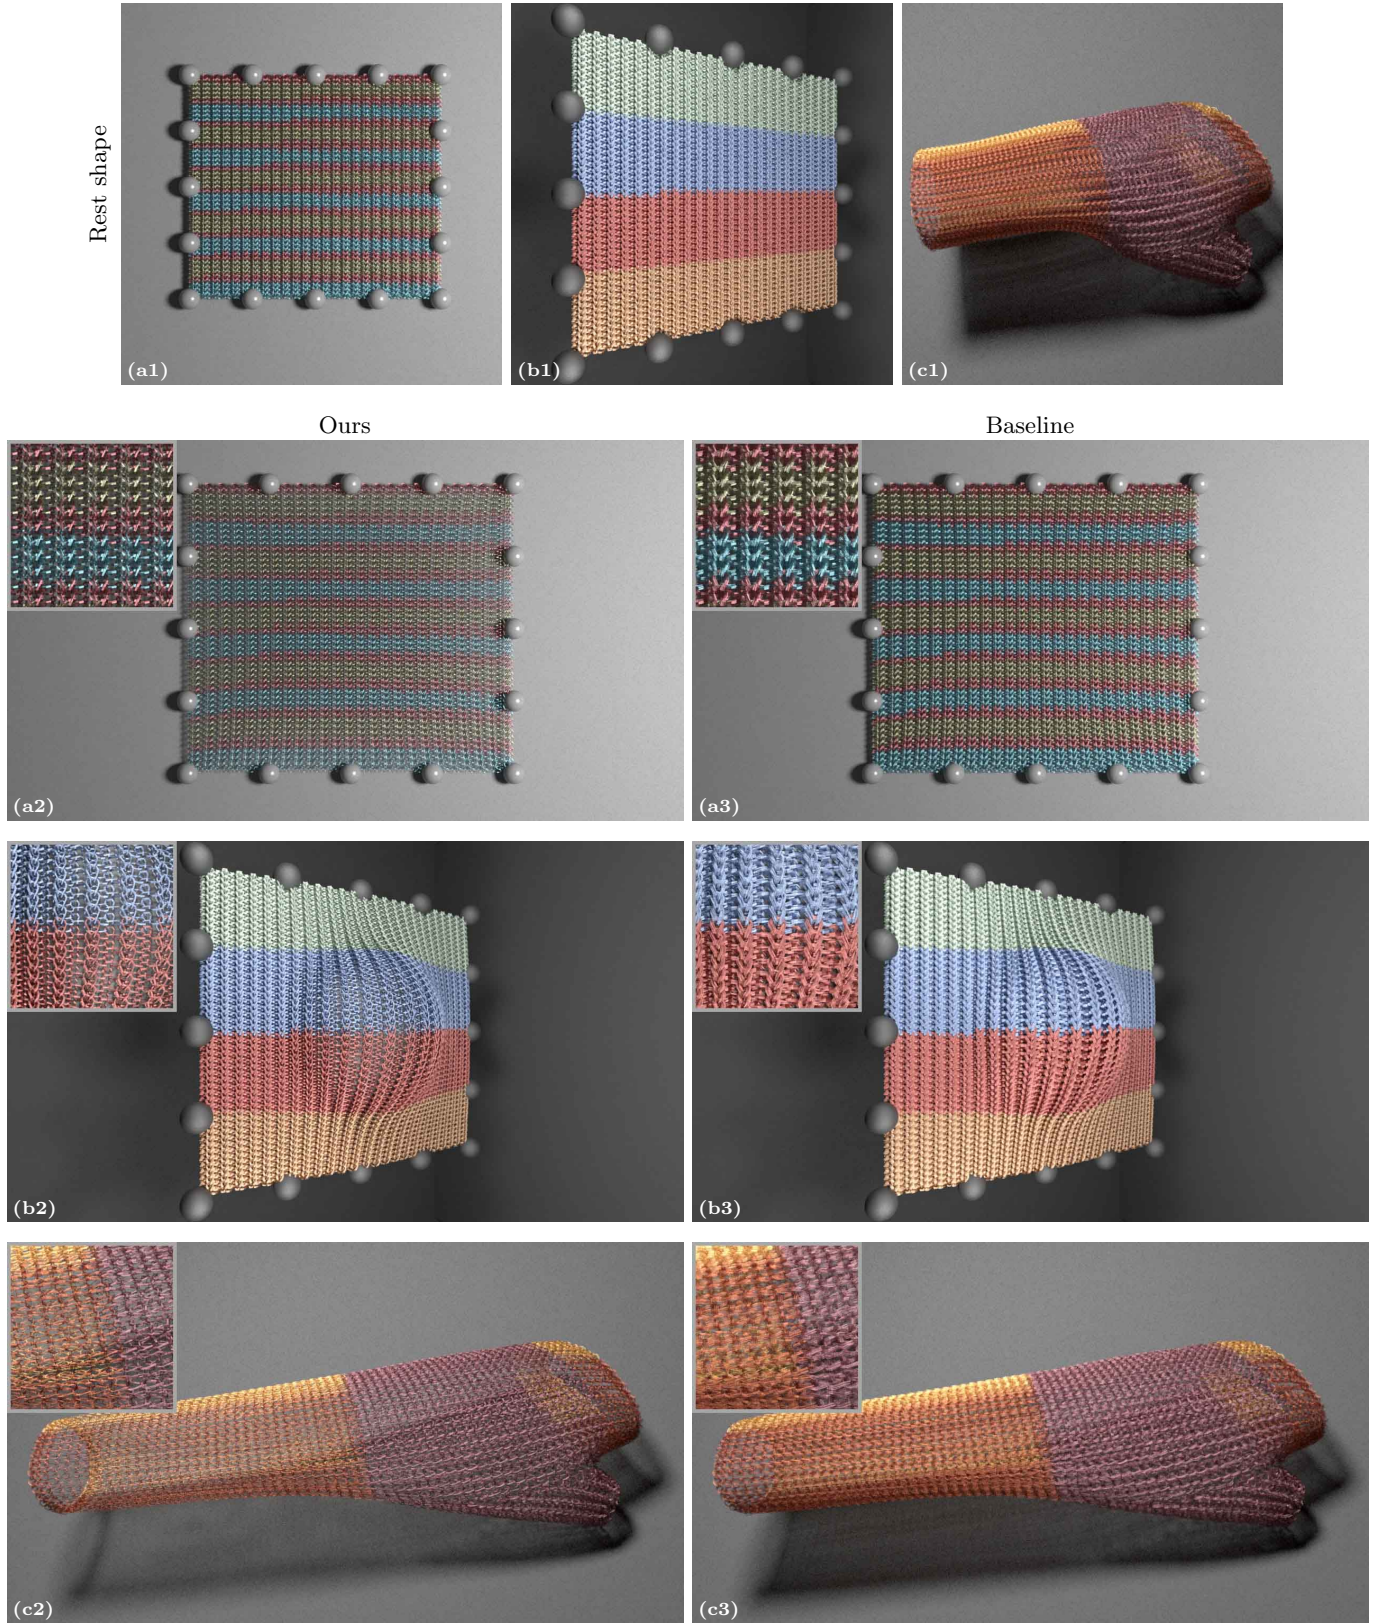 Rest shape
(a1)
(b1)
(c1)
Ours
Baseline
(a2)
(a3)
(b2)
(b3)
(c2)
(c3)